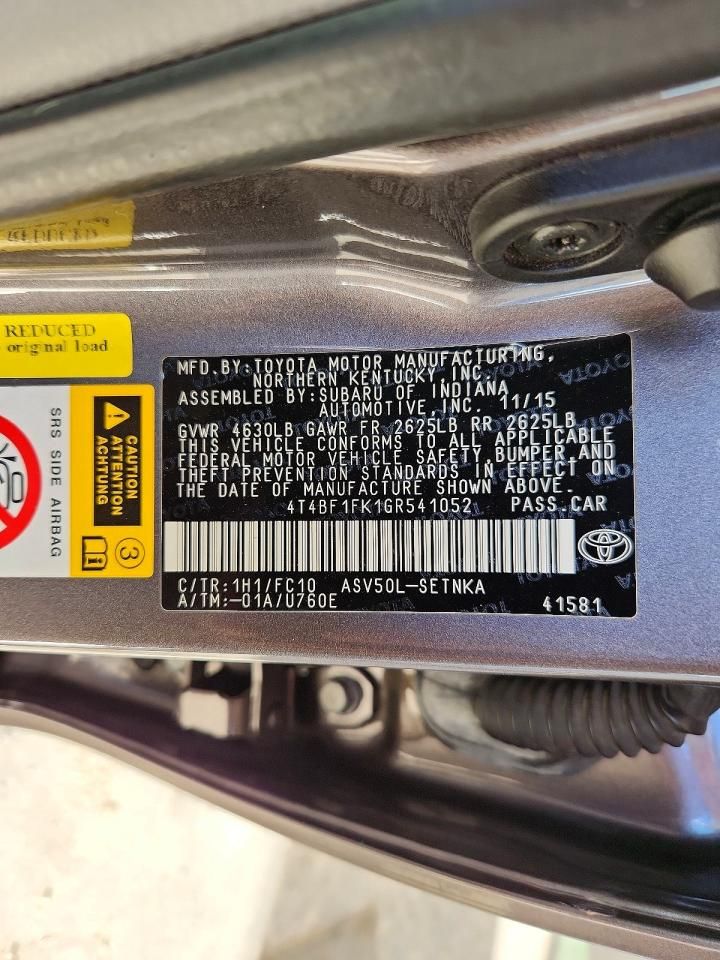 REDUCED
REDUCED
original load
SRS SIDE AIRBAG
CAUTION
ATTENTION
ACHTUNG
3
MFD.BY:TOYOTA MOTOR MANUFACTURING,
NORTHERN KENTUCKY,INC.
ASSEMBLED BY:SUBARU OF INDIANA
AUTOMOTIVE,INC. 11/15
GVWR 4630LB GAWR FR 2625LB RR 2625LB
THIS VEHICLE CONFORMS TO ALL APPLICABLE
FEDERAL MOTOR VEHICLE SAFETY,BUMPER,AND
THEFT PREVENTION STANDARDS IN EFFECT ON
THE DATE OF MANUFACTURE SHOWN ABOVE.
4T4BF1FK1GR541052 PASS.CAR
C/TR:1H1/FC10 ASV50L-SETNKA
A/TM:-01A/U760E 41581